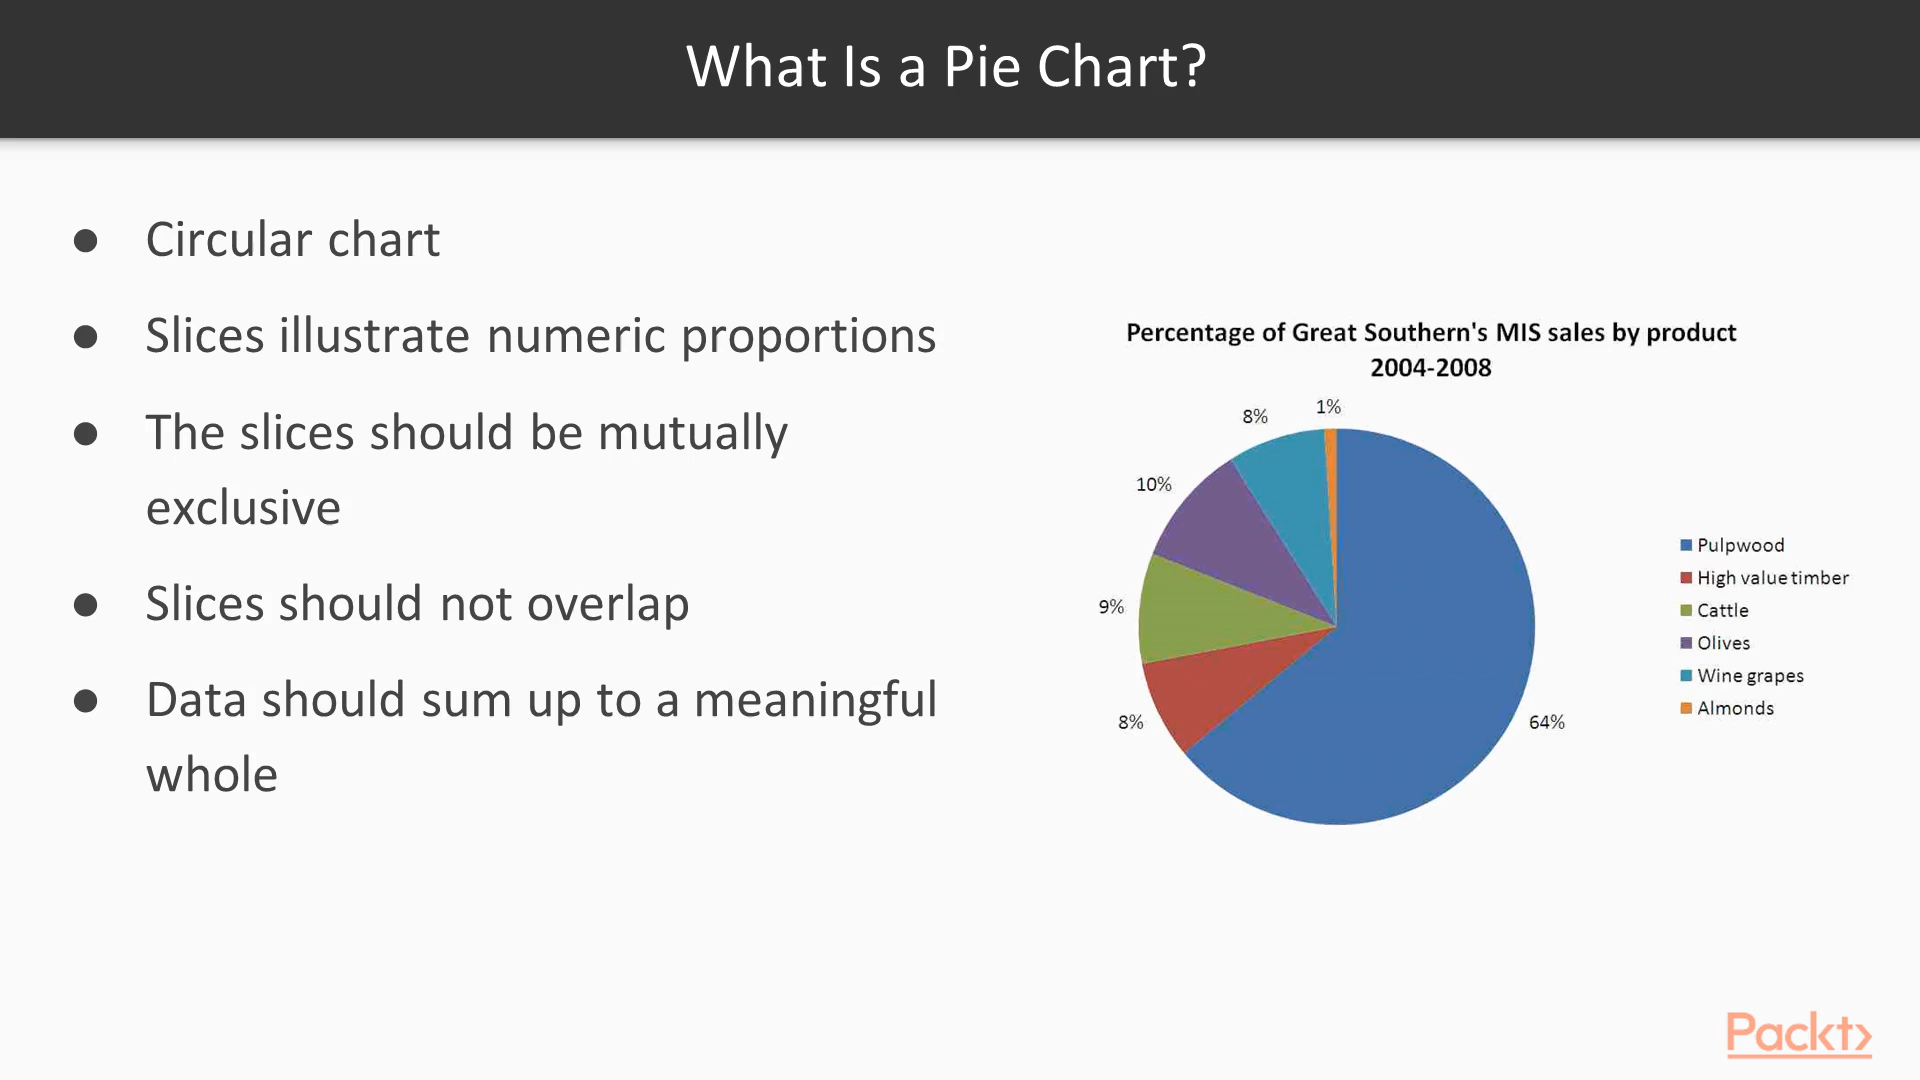 What Is a Pie Chart?
● Circular chart
● Slices illustrate numeric proportions
● The slices should be mutually
exclusive
● Slices should not overlap
● Data should sum up to a meaningful
whole
Percentage of Great Southern's MIS sales by product
2004-2008
8%
1%
10%
9%
8%
64%
Pulpwood
High value timber
Cattle
Olives
Wine grapes
Almonds
Packt>